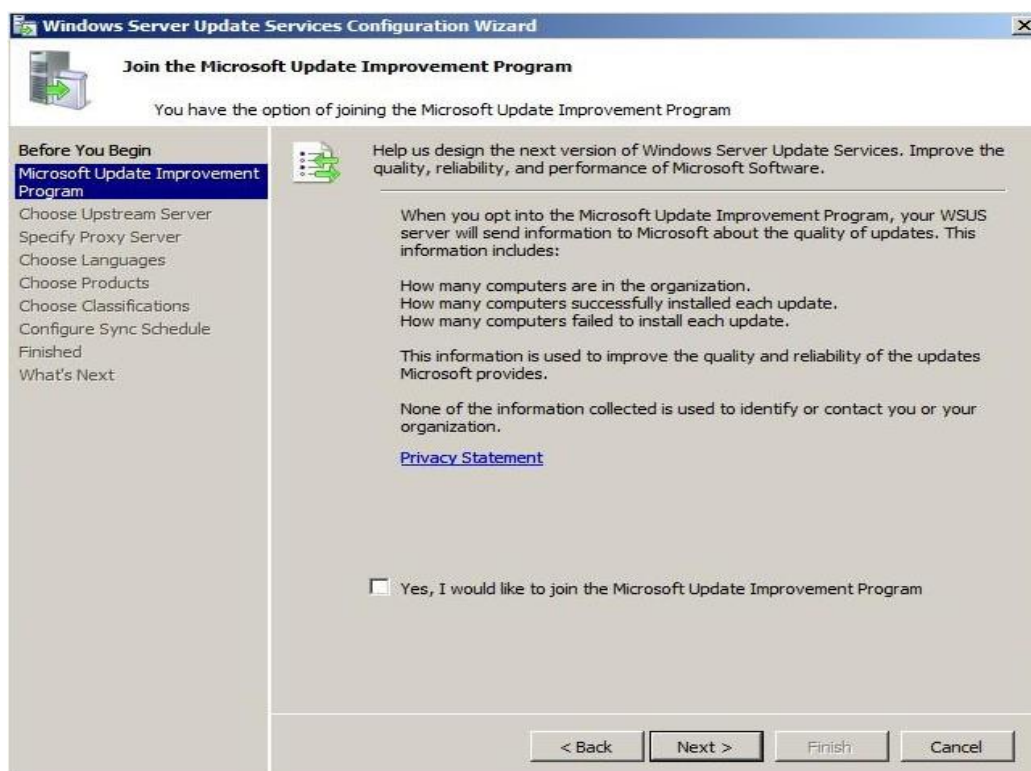 Windows Server Update Services Configuration Wizard
Join the Microsoft Update Improvement Program
You have the option of joining the Microsoft Update Improvement Program
Before You Begin
Microsoft Update Improvement
Program
Choose Upstream Server
Specify Proxy Server
Choose Languages
Choose Products
Choose Classifications
Configure Sync Schedule
Finished
What's Next
Help us design the next version of Windows Server Update Services. Improve the
quality, reliability, and performance of Microsoft Software.
When you opt into the Microsoft Update Improvement Program, your WSUS
server will send information to Microsoft about the quality of updates. This
information includes:
How many computers are in the organization.
How many computers successfully installed each update.
How many computers failed to install each update.
This information is used to improve the quality and reliability of the updates
Microsoft provides.
None of the information collected is used to identify or contact you or your
organization.
Privacy Statement
Yes, I would like to join the Microsoft Update Improvement Program
< Back
Next >
Finish
Cancel